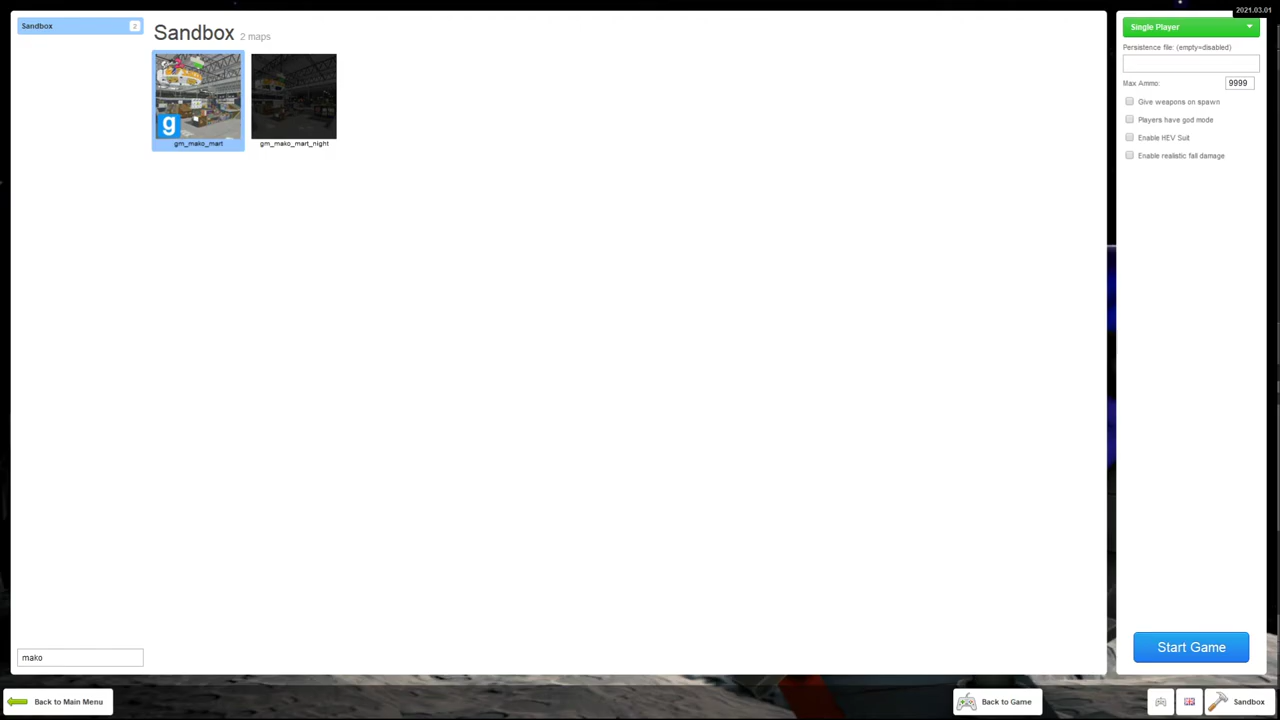 2021.03.01
Sandbox 2
Sandbox 2 maps
g
gm_mako_mart
gm_mako_mart_night
mako
Single Player
Persistence file: (empty=disabled)
Max Ammo: 9999
Give weapons on spawn
Players have god mode
Enable HEV Suit
Enable realistic fall damage
Start Game
Back to Main Menu
Back to Game
Sandbox